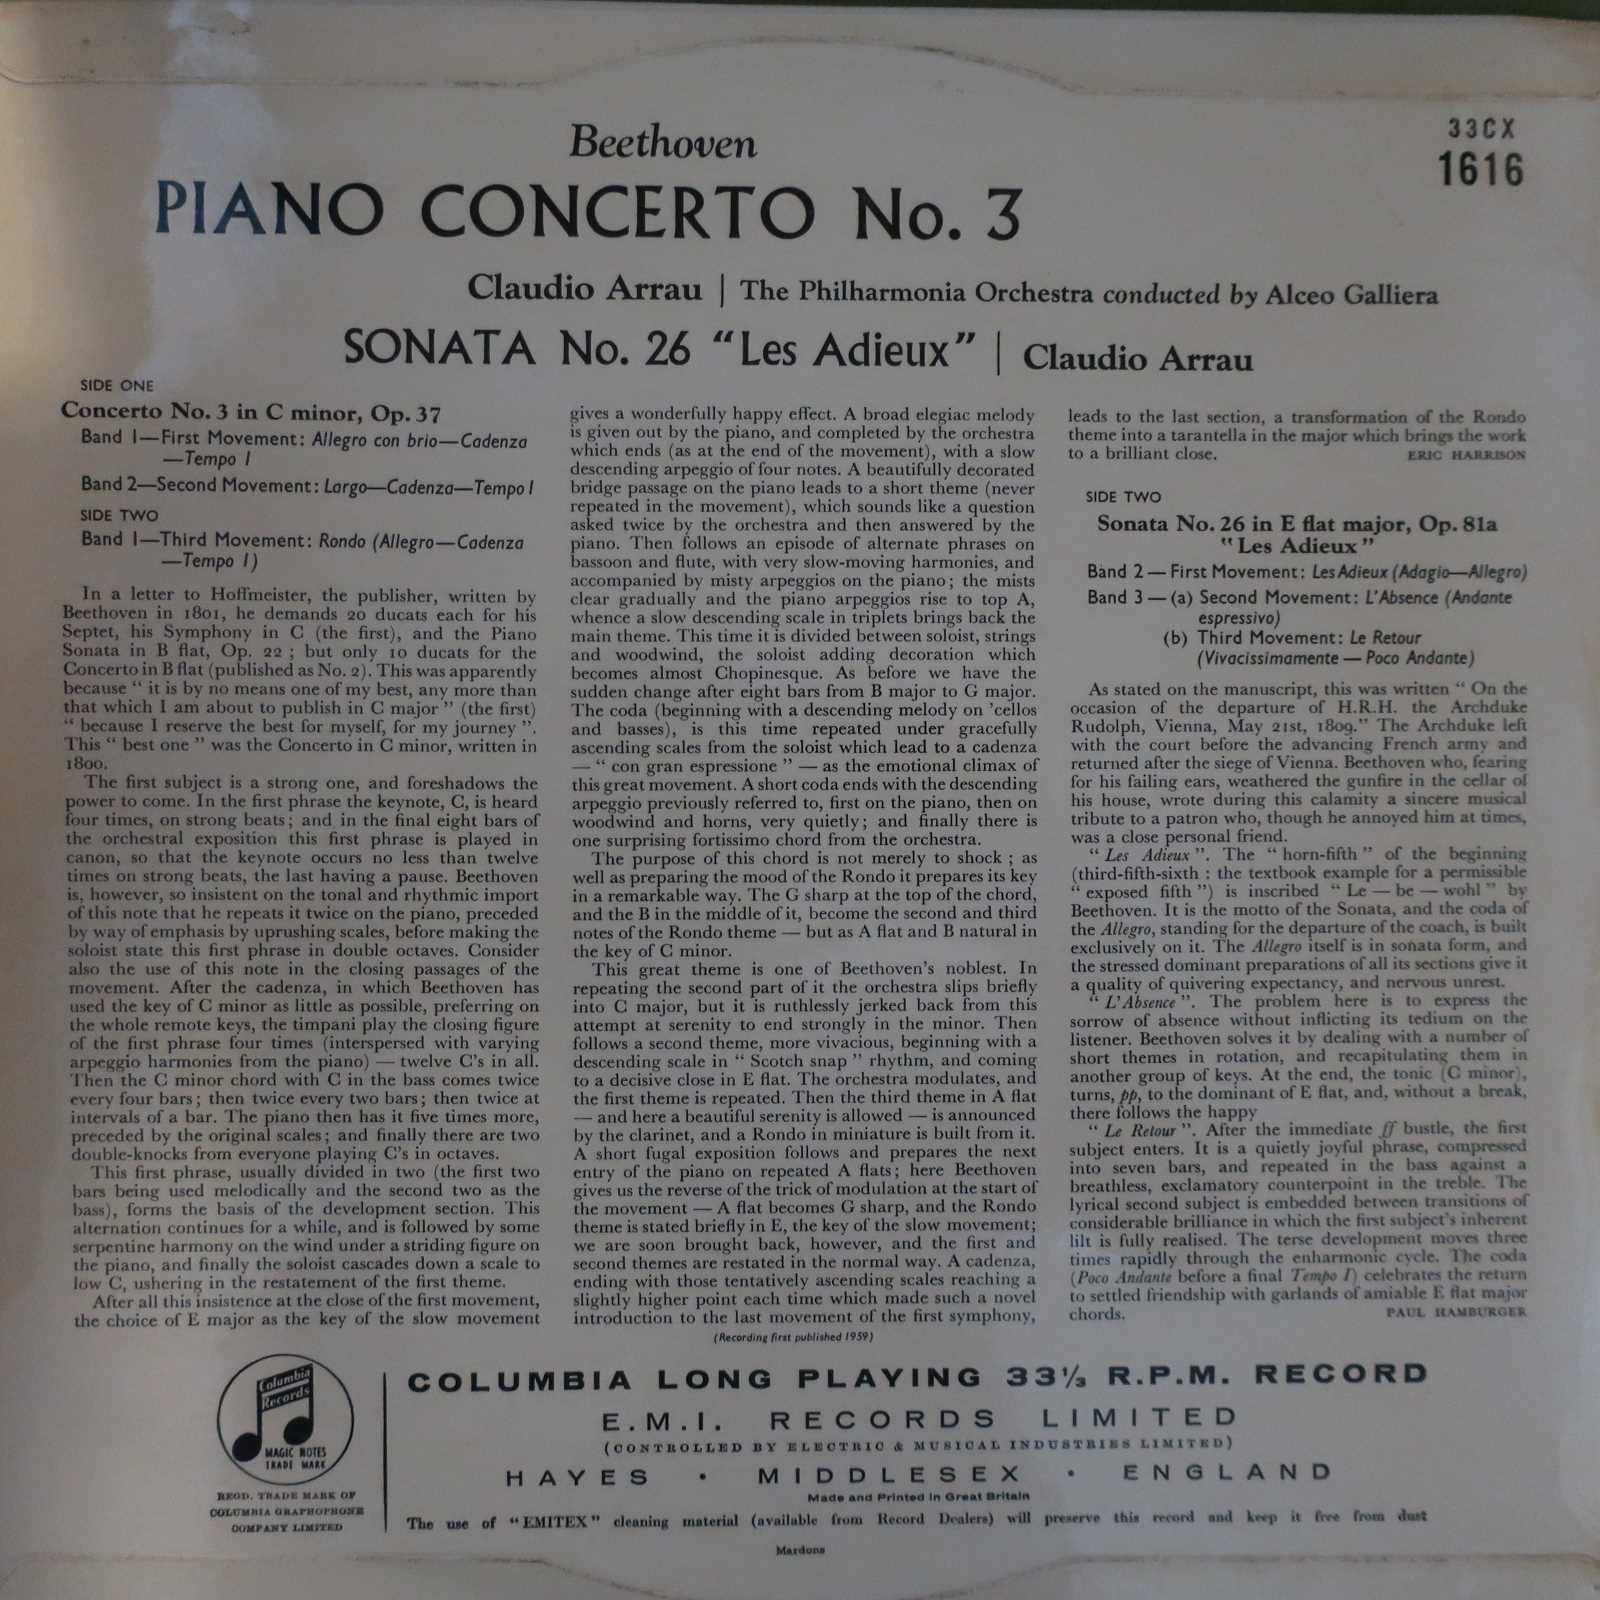 33CX
1616
Beethoven
PIANO CONCERTO No. 3
Claudio Arrau | The Philharmonia Orchestra conducted by Alceo Galliera
SONATA No. 26 “Les Adieux” | Claudio Arrau
SIDE ONE
Concerto No. 3 in C minor, Op. 37
Band 1—First Movement: Allegro con brio—Cadenza
—Tempo I
Band 2—Second Movement: Largo—Cadenza—Tempo I
SIDE TWO
Band 1—Third Movement: Rondo (Allegro—Cadenza
—Tempo I)
In a letter to Hoffmeister, the publisher, written by
Beethoven in 1801, he demands 20 ducats each for his
Septet, his Symphony in C (the first), and the Piano
Sonata in B flat, Op. 22 ; but only 10 ducats for the
Concerto in B flat (published as No. 2). This was apparently
because “ it is by no means one of my best, any more than
that which I am about to publish in C major ” (the first)
“ because I reserve the best for myself, for my journey ”.
This “ best one ” was the Concerto in C minor, written in
1800.
The first subject is a strong one, and foreshadows the
power to come. In the first phrase the keynote, C, is heard
four times, on strong beats ; and in the final eight bars of
the orchestral exposition this first phrase is played in
canon, so that the keynote occurs no less than twelve
times on strong beats, the last having a pause. Beethoven
is, however, so insistent on the tonal and rhythmic import
of this note that he repeats it twice on the piano, preceded
by way of emphasis by uprushing scales, before making the
soloist state this first phrase in double octaves. Consider
also the use of this note in the closing passages of the
movement. After the cadenza, in which Beethoven has
used the key of C minor as little as possible, preferring on
the whole remote keys, the timpani play the closing figure
of the first phrase four times (interspersed with varying
arpeggio harmonies from the piano) — twelve C’s in all.
Then the C minor chord with C in the bass comes twice
every four bars ; then twice every two bars ; then twice at
intervals of a bar. The piano then has it five times more,
preceded by the original scales ; and finally there are two
double-knocks from everyone playing C’s in octaves.
This first phrase, usually divided in two (the first two
bars being used melodically and the second two as the
bass), forms the basis of the development section. This
alternation continues for a while, and is followed by some
serpentine harmony on the wind under a striding figure on
the piano, and finally the soloist cascades down a scale to
low C, ushering in the restatement of the first theme.
After all this insistence at the close of the first movement,
the choice of E major as the key of the slow movement
gives a wonderfully happy effect. A broad elegiac melody
is given out by the piano, and completed by the orchestra
which ends (as at the end of the movement), with a slow
descending arpeggio of four notes. A beautifully decorated
bridge passage on the piano leads to a short theme (never
repeated in the movement), which sounds like a question
asked twice by the orchestra and then answered by the
piano. Then follows an episode of alternate phrases on
bassoon and flute, with very slow-moving harmonies, and
accompanied by misty arpeggios on the piano ; the mists
clear gradually and the piano arpeggios rise to top A,
whence a slow descending scale in triplets brings back the
main theme. This time it is divided between soloist, strings
and woodwind, the soloist adding decoration which
becomes almost Chopinesque. As before we have the
sudden change after eight bars from B major to G major.
The coda (beginning with a descending melody on ’cellos
and basses), is this time repeated under gracefully
ascending scales from the soloist which lead to a cadenza
— “ con gran espressione ” — as the emotional climax of
this great movement. A short coda ends with the descending
arpeggio previously referred to, first on the piano, then on
woodwind and horns, very quietly ; and finally there is
one surprising fortissimo chord from the orchestra.
The purpose of this chord is not merely to shock ; as
well as preparing the mood of the Rondo it prepares its key
in a remarkable way. The G sharp at the top of the chord,
and the B in the middle of it, become the second and third
notes of the Rondo theme — but as A flat and B natural in
the key of C minor.
This great theme is one of Beethoven’s noblest. In
repeating the second part of it the orchestra slips briefly
into C major, but it is ruthlessly jerked back from this
attempt at serenity to end strongly in the minor. Then
follows a second theme, more vivacious, beginning with a
descending scale in “ Scotch snap ” rhythm, and coming
to a decisive close in E flat. The orchestra modulates, and
the first theme is repeated. Then the third theme in A flat
— and here a beautiful serenity is allowed — is announced
by the clarinet, and a Rondo in miniature is built from it.
A short fugal exposition follows and prepares the next
entry of the piano on repeated A flats ; here Beethoven
gives us the reverse of the trick of modulation at the start of
the movement — A flat becomes G sharp, and the Rondo
theme is stated briefly in E, the key of the slow movement ;
we are soon brought back, however, and the first and
second themes are restated in the normal way. A cadenza,
ending with those tentatively ascending scales reaching a
slightly higher point each time which made such a novel
introduction to the last movement of the first symphony,
leads to the last section, a transformation of the Rondo
theme into a tarantella in the major which brings the work
to a brilliant close. ERIC HARRISON
SIDE TWO
Sonata No. 26 in E flat major, Op. 81a
“Les Adieux”
Band 2 — First Movement: Les Adieux (Adagio—Allegro)
Band 3 — (a) Second Movement: L’Absence (Andante
espressivo)
(b) Third Movement: Le Retour
(Vivacissimamente — Poco Andante)
As stated on the manuscript, this was written “ On the
occasion of the departure of H.R.H. the Archduke
Rudolph, Vienna, May 21st, 1809.” The Archduke left
with the court before the advancing French army and
returned after the siege of Vienna. Beethoven who, fearing
for his failing ears, weathered the gunfire in the cellar of
his house, wrote during this calamity a sincere musical
tribute to a patron who, though he annoyed him at times,
was a close personal friend.
“ Les Adieux ”. The “ horn-fifth ” of the beginning
(third-fifth-sixth : the textbook example for a permissible
“ exposed fifth ”) is inscribed “ Le — be — wohl ” by
Beethoven. It is the motto of the Sonata, and the coda of
the Allegro, standing for the departure of the coach, is built
exclusively on it. The Allegro itself is in sonata form, and
the stressed dominant preparations of all its sections give it
a quality of quivering expectancy, and nervous unrest.
“ L’Absence ”. The problem here is to express the
sorrow of absence without inflicting its tedium on the
listener. Beethoven solves it by dealing with a number of
short themes in rotation, and recapitulating them in
another group of keys. At the end, the tonic (C minor),
turns, pp, to the dominant of E flat, and, without a break,
there follows the happy
“ Le Retour ”. After the immediate ff bustle, the first
subject enters. It is a quietly joyful phrase, compressed
into seven bars, and repeated in the bass against a
breathless, exclamatory counterpoint in the treble. The
lyrical second subject is embedded between transitions of
considerable brilliance in which the first subject’s inherent
lilt is fully realised. The terse development moves three
times rapidly through the enharmonic cycle. The coda
(Poco Andante before a final Tempo I) celebrates the return
to settled friendship with garlands of amiable E flat major
chords. PAUL HAMBURGER
(Recording first published 1959)
Columbia
Records
MAGIC NOTES
TRADE MARK
REGD. TRADE MARK OF
COLUMBIA GRAPHOPHONE
COMPANY LIMITED
COLUMBIA LONG PLAYING 33⅓ R.P.M. RECORD
E.M.I. RECORDS LIMITED
(CONTROLLED BY ELECTRIC & MUSICAL INDUSTRIES LIMITED)
HAYES · MIDDLESEX · ENGLAND
Made and Printed in Great Britain
The use of “EMITEX” cleaning material (available from Record Dealers) will preserve this record and keep it free from dust
Mardons